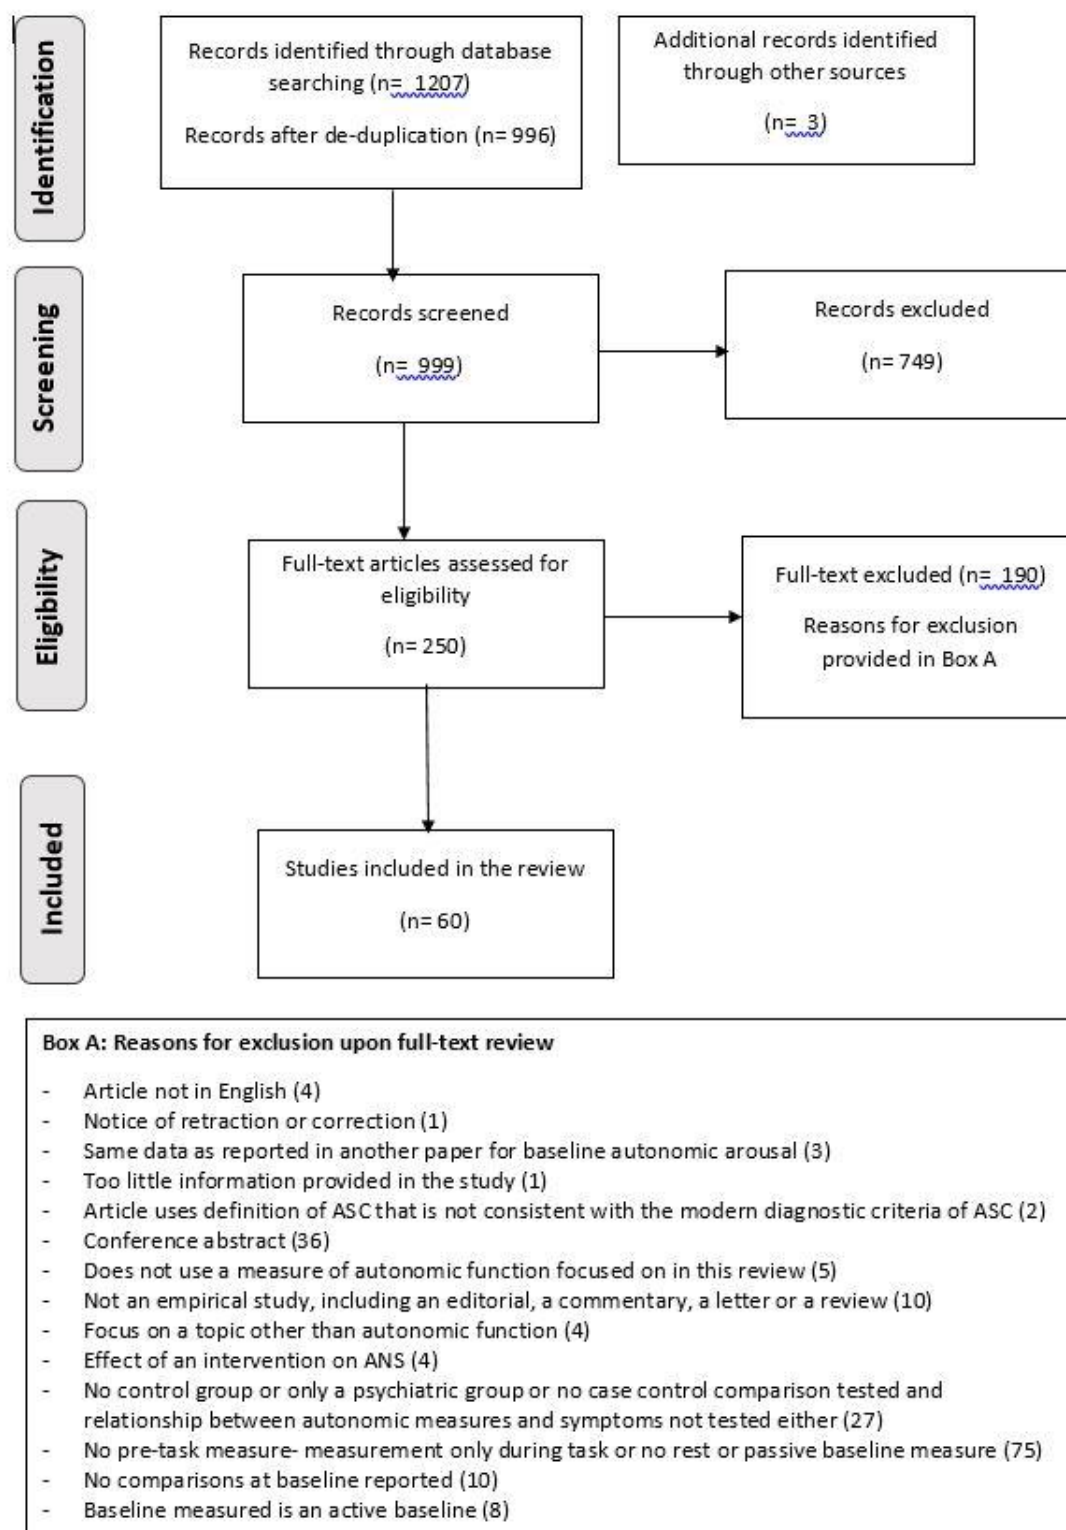 Identification
Records identified through database
searching (n= 1207)
Records after de-duplication (n= 996)
Additional records identified
through other sources
(n= 3)
Screening
Records screened
(n= 999)
Records excluded
(n= 749)
Eligibility
Full-text articles assessed for
eligibility
(n= 250)
Full-text excluded (n= 190)
Reasons for exclusion
provided in Box A
Included
Studies included in the review
(n= 60)
Box A: Reasons for exclusion upon full-text review
- Article not in English (4)
- Notice of retraction or correction (1)
- Same data as reported in another paper for baseline autonomic arousal (3)
- Too little information provided in the study (1)
- Article uses definition of ASC that is not consistent with the modern diagnostic criteria of ASC (2)
- Conference abstract (36)
- Does not use a measure of autonomic function focused on in this review (5)
- Not an empirical study, including an editorial, a commentary, a letter or a review (10)
- Focus on a topic other than autonomic function (4)
- Effect of an intervention on ANS (4)
- No control group or only a psychiatric group or no case control comparison tested and
relationship between autonomic measures and symptoms not tested either (27)
- No pre-task measure- measurement only during task or no rest or passive baseline measure (75)
- No comparisons at baseline reported (10)
- Baseline measured is an active baseline (8)